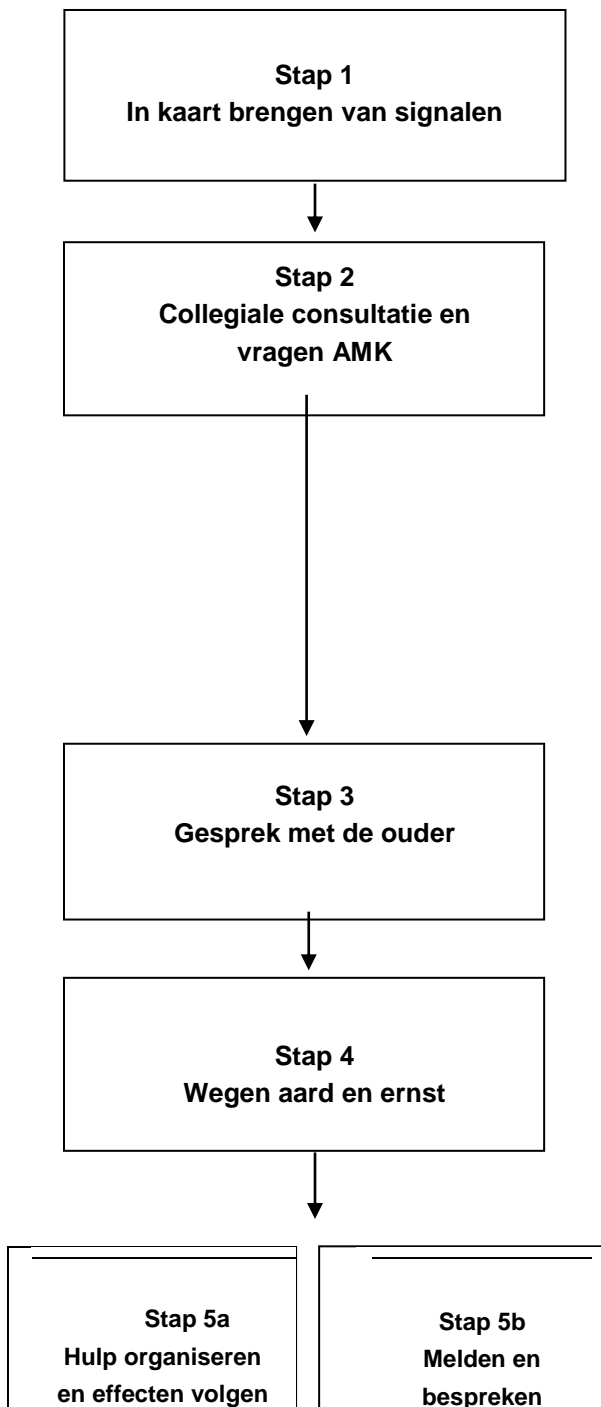 Stap 1
In kaart brengen van signalen
Stap 2
Collegiale consultatie en
vragen AMK
Stap 3
Gesprek met de ouder
Stap 4
Wegen aard en ernst
Stap 5a
Hulp organiseren
en effecten volgen
Stap 5b
Melden en
bespreken